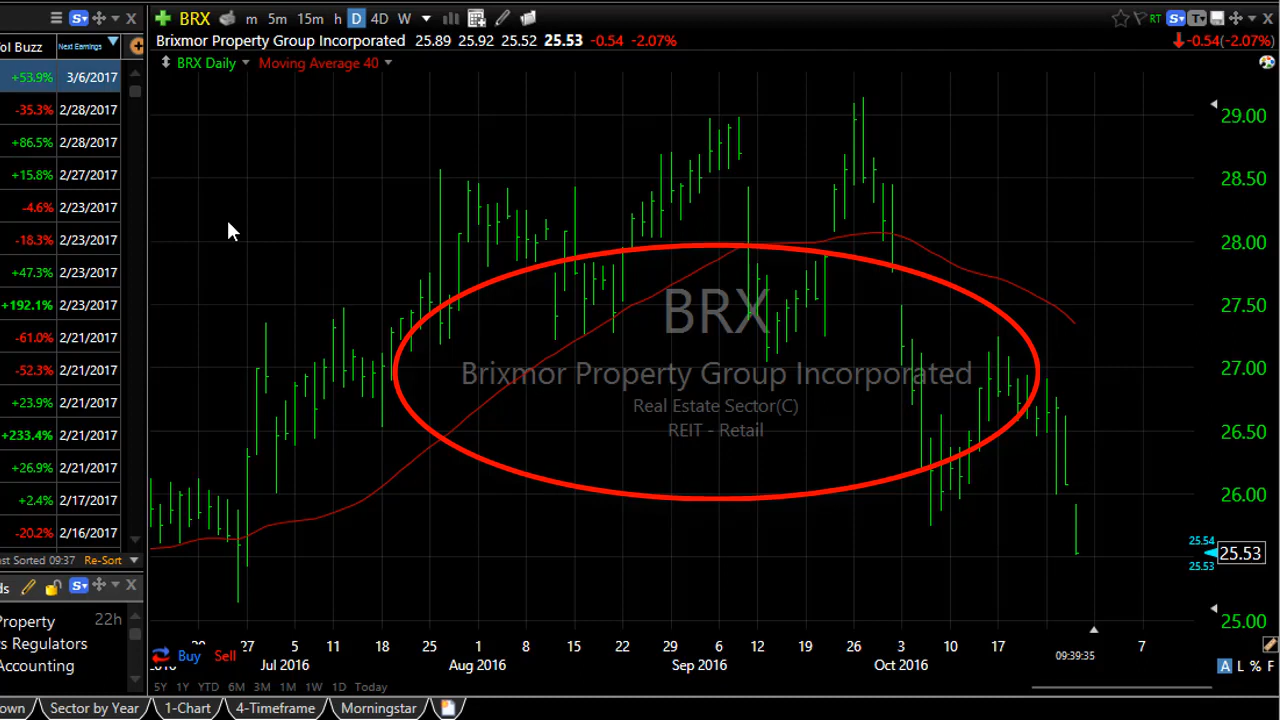 BRX m 5m 15m h D 4D W RT
Brixmor Property Group Incorporated 25.89 25.92 25.52 25.53 -0.54 -2.07% -0.54(-2.07%)
BRX Daily Moving Average 40
ol Buzz Next Earnings
+53.9% 3/6/2017
-35.3% 2/28/2017
+86.5% 2/28/2017
+15.8% 2/27/2017
-4.6% 2/23/2017
-18.3% 2/23/2017
+47.3% 2/23/2017
+192.1% 2/23/2017
-61.0% 2/21/2017
-52.3% 2/21/2017
+23.9% 2/21/2017
+233.4% 2/21/2017
+26.9% 2/21/2017
+2.4% 2/17/2017
-20.2% 2/16/2017
st Sorted 09:37 Re-Sort
ds
roperty 22h
s Regulators
Accounting
BRX
Brixmor Property Group Incorporated
Real Estate Sector(C)
REIT - Retail
29.00
28.50
28.00
27.50
27.00
26.50
26.00
25.54
25.53
25.53
25.00
27 5 11 18 25 1 8 15 22 29 6 12 19 26 3 10 17 7
Buy Sell
Jul 2016 Aug 2016 Sep 2016 Oct 2016 09:39:35
A L % F
5Y 1Y YTD 6M 3M 1M 1W 1D Today
own Sector by Year 1-Chart 4-Timeframe Morningstar